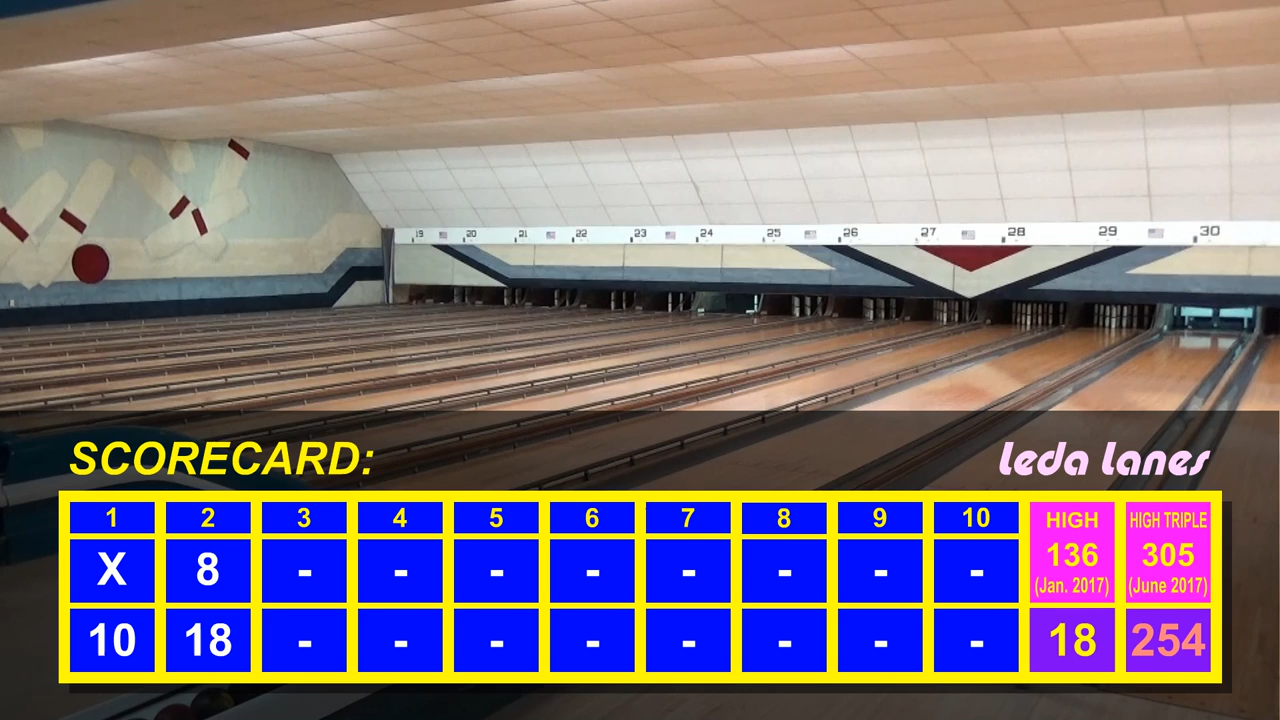 19 20 21 22 23 24 25 26 27 28 29 30
SCORECARD: Leda Lanes
1 2 3 4 5 6 7 8 9 10 HIGH HIGH TRIPLE
X 8 - - - - - - - - 136 305
(Jan. 2017) (June 2017)
10 18 - - - - - - - - 18 254